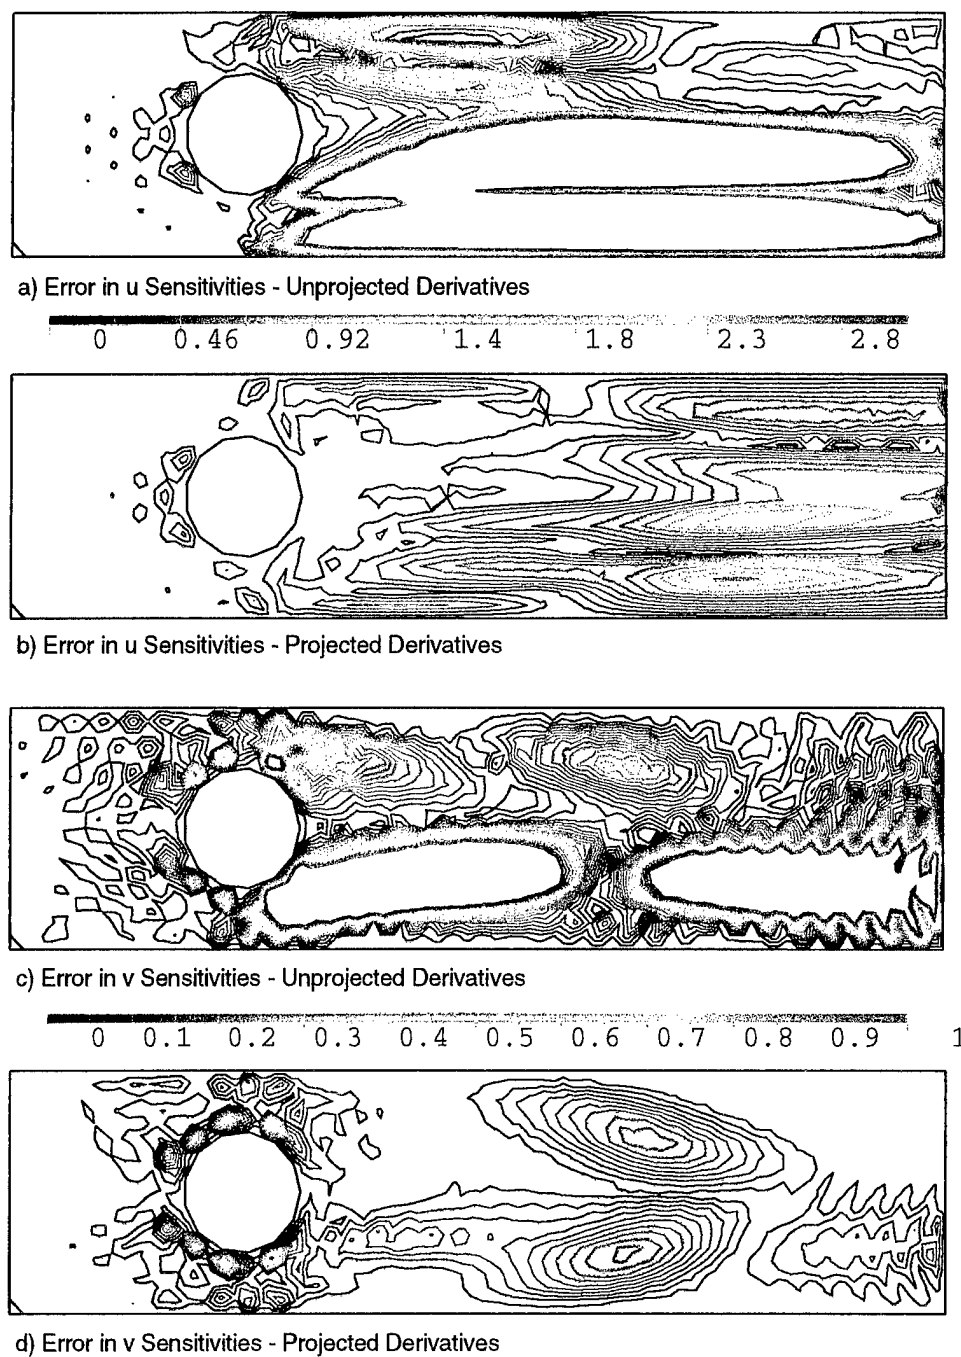 a) Error in u Sensitivities - Unprojected Derivatives
0 0.46 0.92 1.4 1.8 2.3 2.8
b) Error in u Sensitivities - Projected Derivatives
c) Error in v Sensitivities - Unprojected Derivatives
0 0.1 0.2 0.3 0.4 0.5 0.6 0.7 0.8 0.9 1
d) Error in v Sensitivities - Projected Derivatives